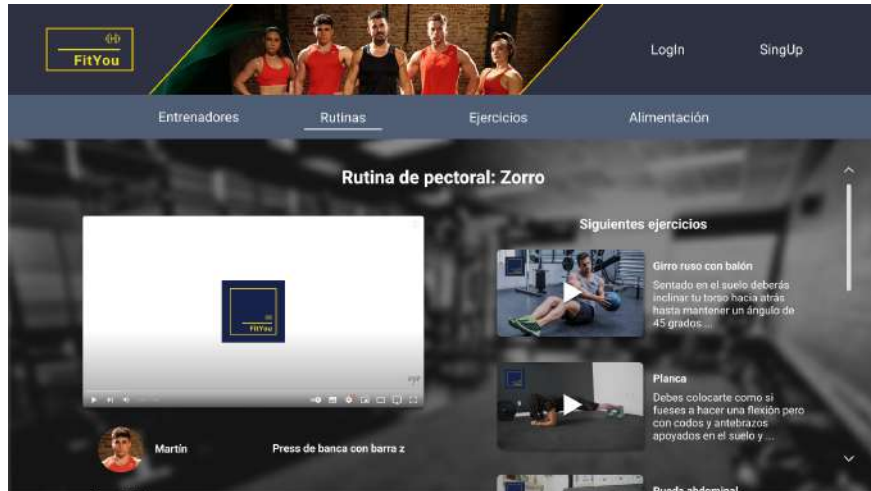 FitYou
LogIn
SingUp
Entrenadores
Rutinas
Ejercicios
Alimentación
Rutina de pectoral: Zorro
FitYou
Martín
Press de banca con barra z
Siguientes ejercicios
Girro ruso con balón
Sentado en el suelo deberás
inclinar tu torso hacia atrás
hasta mantener un ángulo de
45 grados ...
Planca
Debes colocarte como si
fueses a hacer una flexión pero
con codos y antebrazos
apoyados en el suelo y ...
Rueda abdominal